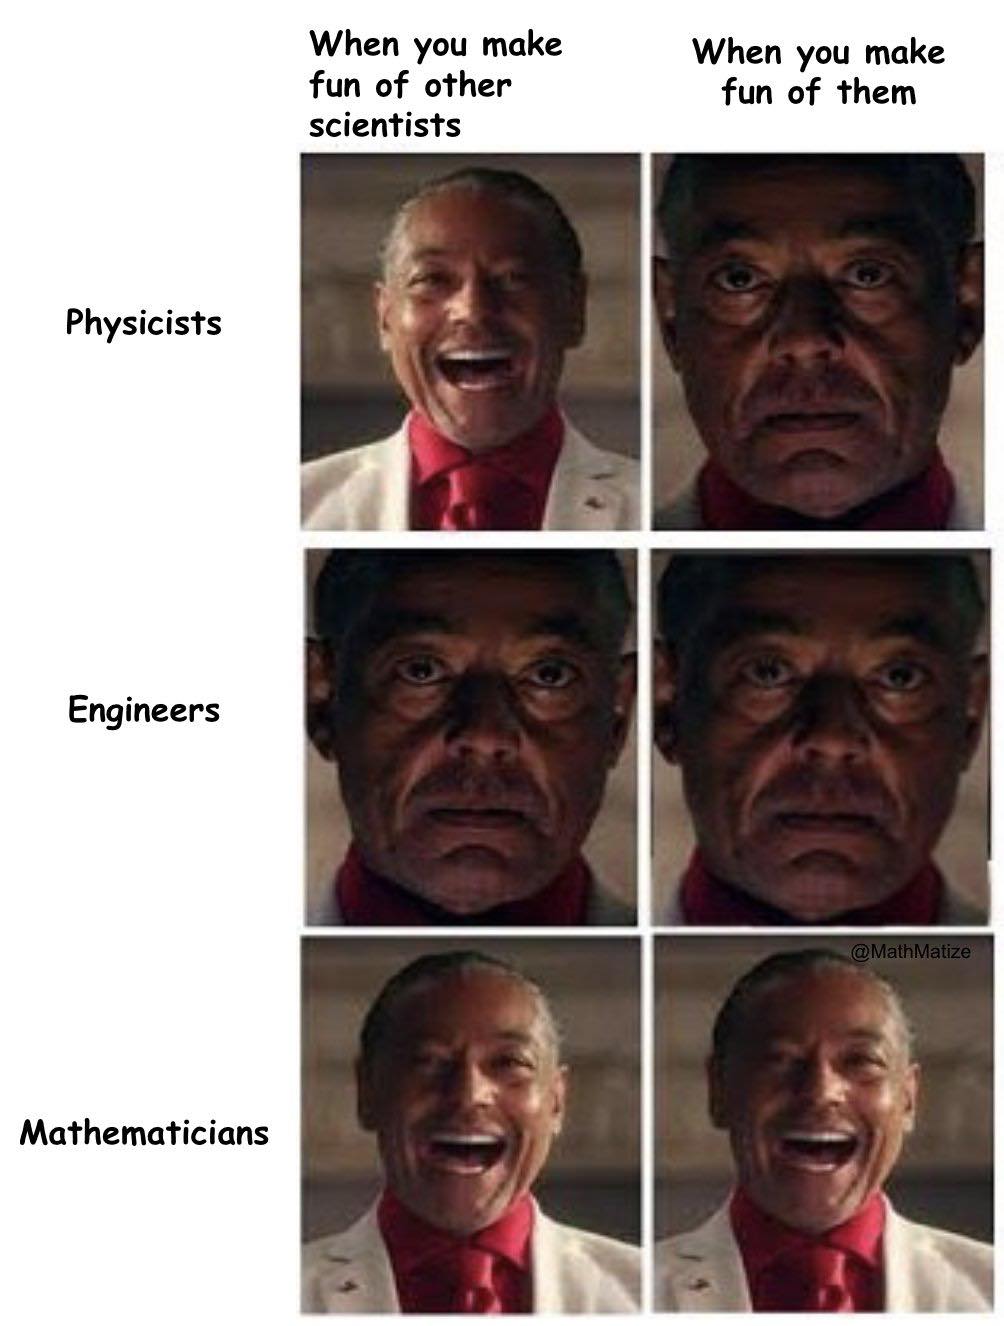 When you make
fun of other
scientists
When you make
fun of them
Physicists
Engineers
@MathMatize
Mathematicians